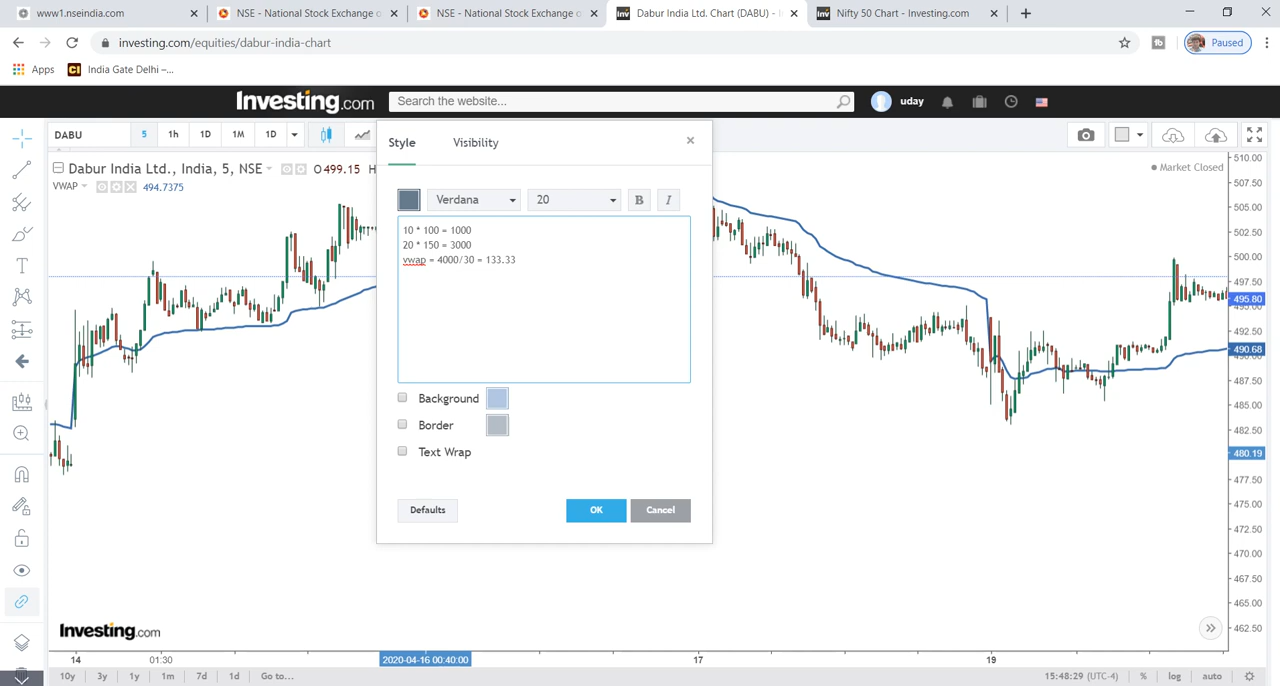 www1.nseindia.com
NSE - National Stock Exchange o
NSE - National Stock Exchange o
Dabur India Ltd. Chart (DABU) - I
Nifty 50 Chart - Investing.com
investing.com/equities/dabur-india-chart
Paused
Apps
India Gate Delhi –...
Investing.com
Search the website...
uday
DABU
5
1h
1D
1M
1D
Dabur India Ltd., India, 5, NSE
O499.15 H
VWAP
494.7375
Market Closed
Style
Visibility
Verdana
20
B
I
10 * 100 = 1000
20 * 150 = 3000
vwap = 4000/30 = 133.33
Background
Border
Text Wrap
Defaults
OK
Cancel
510.00
507.50
505.00
502.50
500.00
497.50
495.80
492.50
490.68
487.50
485.00
482.50
480.19
477.50
475.00
472.50
470.00
467.50
465.00
462.50
Investing.com
14
01:30
2020-04-16 00:40:00
17
19
10y
3y
1y
1m
7d
1d
Go to...
15:48:29 (UTC-4)
%
log
auto